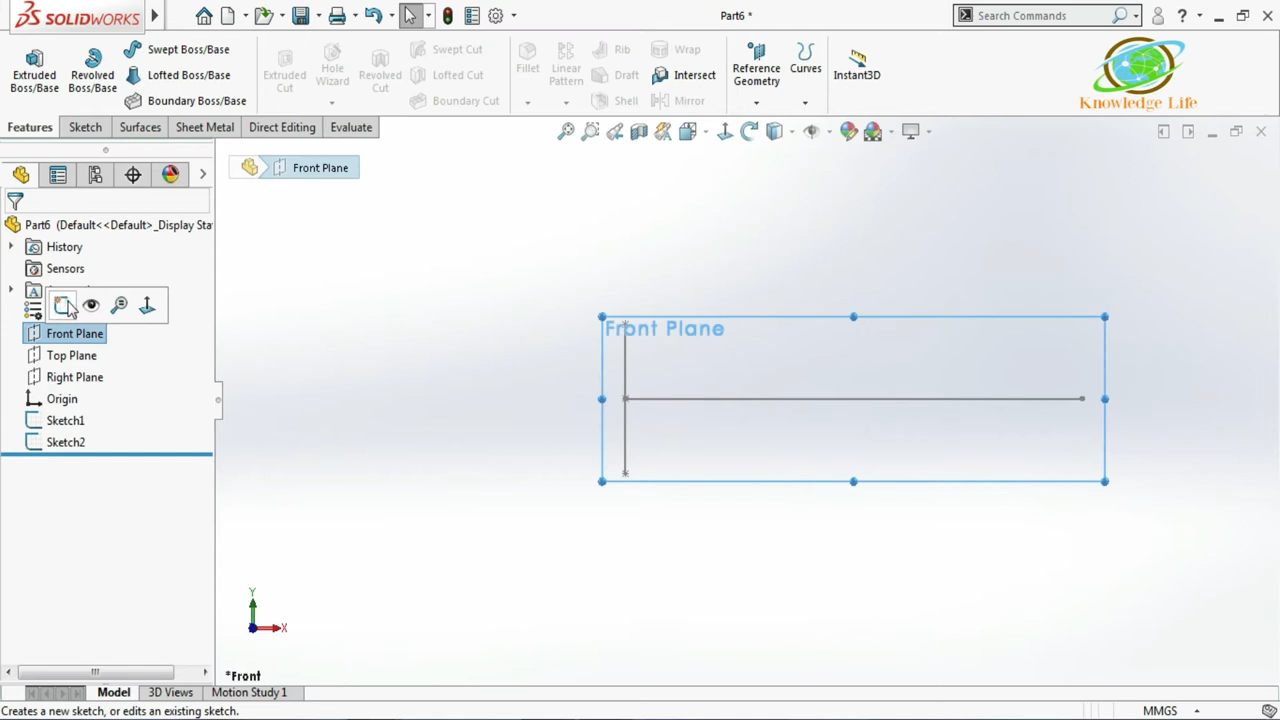 SOLIDWORKS
Part6 *
Search Commands
?
Extruded Boss/Base
Revolved Boss/Base
Swept Boss/Base
Lofted Boss/Base
Boundary Boss/Base
Extruded Cut
Hole Wizard
Revolved Cut
Swept Cut
Lofted Cut
Boundary Cut
Fillet
Linear Pattern
Rib
Draft
Shell
Wrap
Intersect
Mirror
Reference Geometry
Curves
Instant3D
Knowledge Life
Features
Sketch
Surfaces
Sheet Metal
Direct Editing
Evaluate
Front Plane
Part6 (Default<<Default>_Display Sta
History
Sensors
A
Front Plane
Top Plane
Right Plane
Origin
Sketch1
Sketch2
Front Plane
Y
X
*Front
Model
3D Views
Motion Study 1
Creates a new sketch, or edits an existing sketch.
MMGS